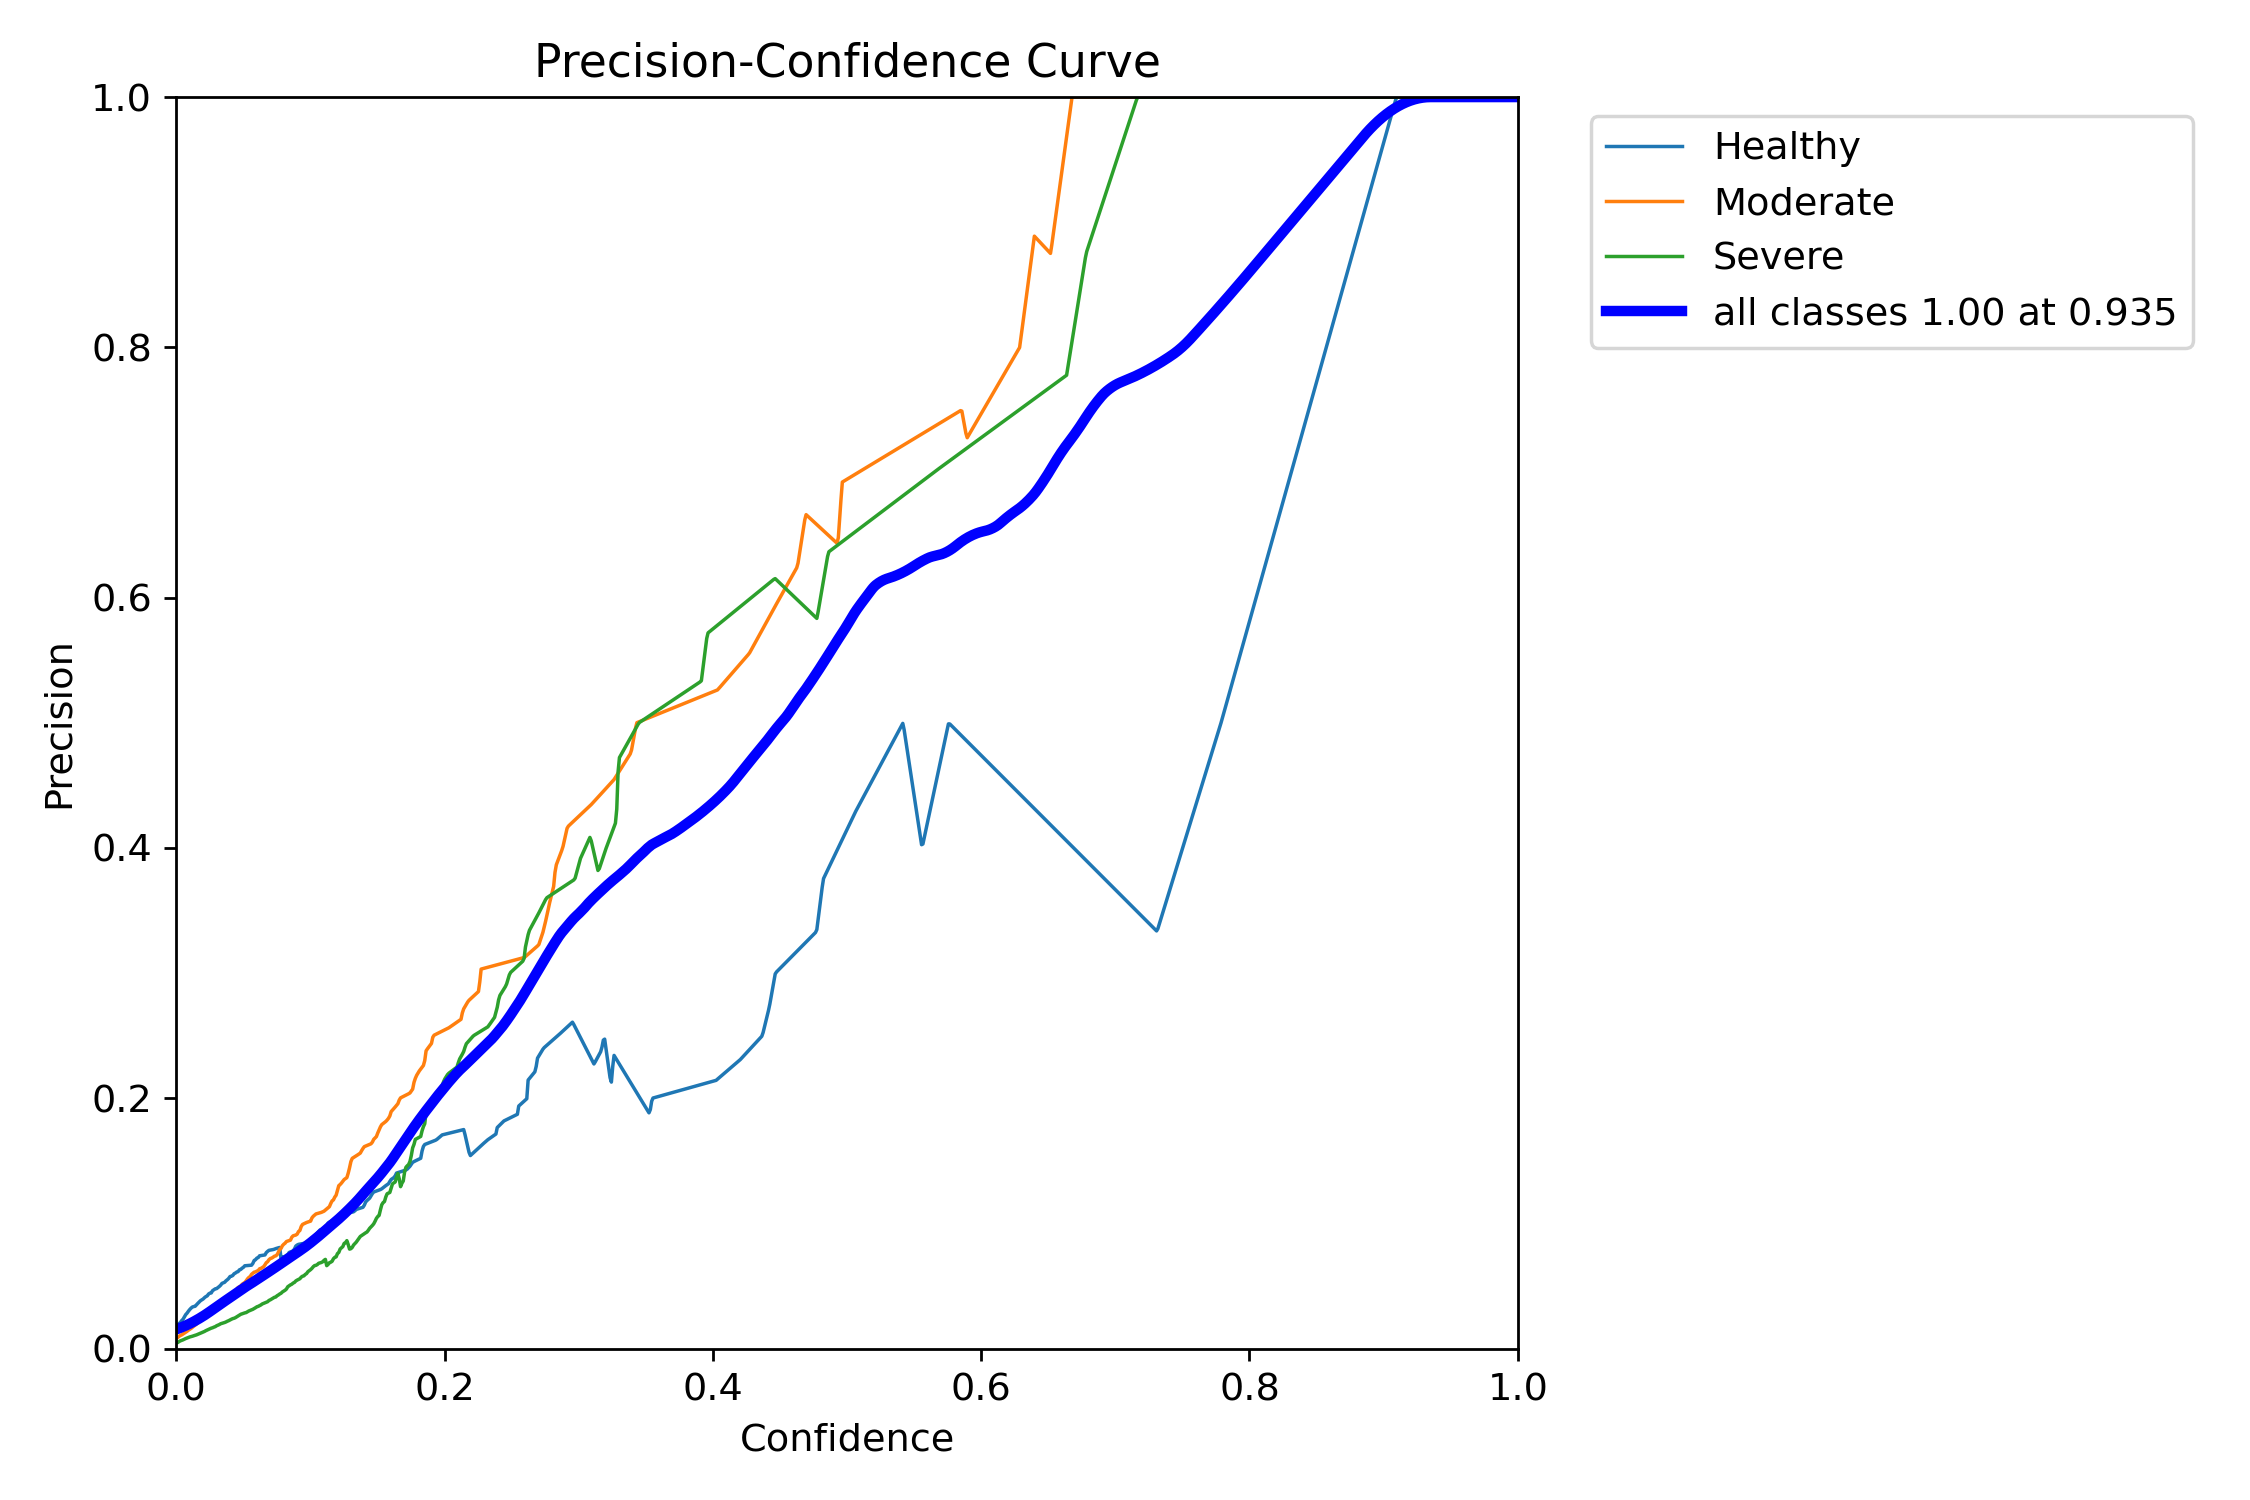 Precision-Confidence Curve
1.0
0.8
0.6
0.4
0.2
0.0
Precision
0.0 0.2 0.4 0.6 0.8 1.0
Confidence
Healthy
Moderate
Severe
all classes 1.00 at 0.935